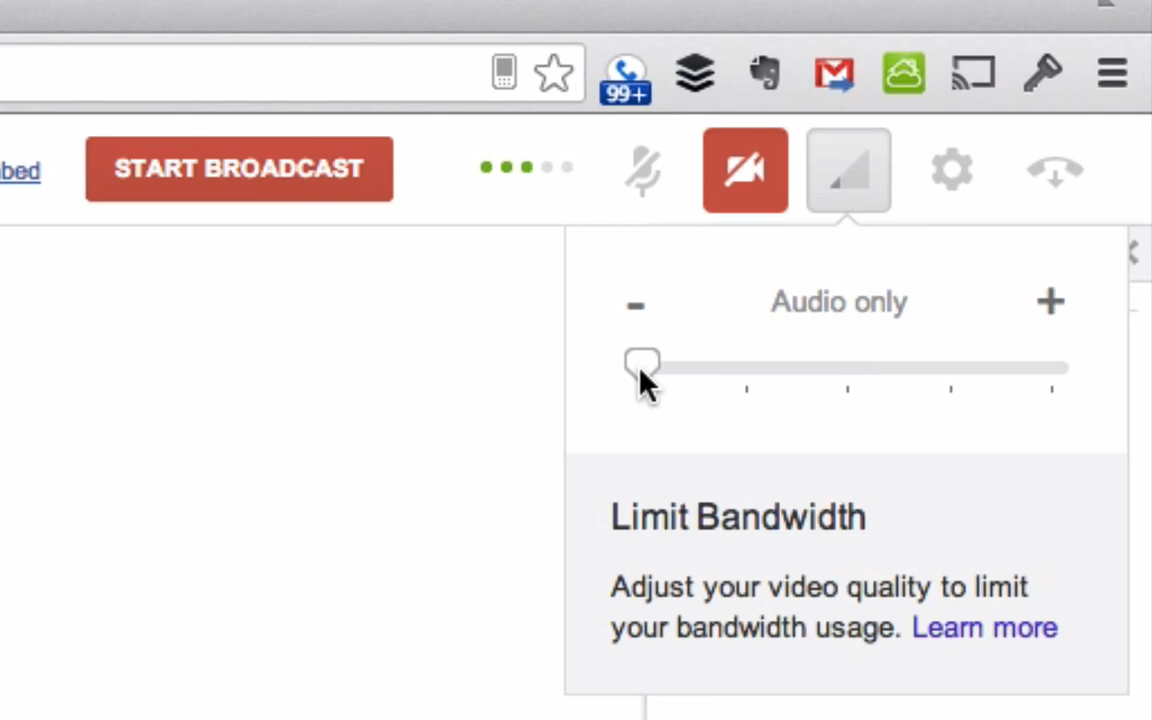 99+
bed
START BROADCAST
- Audio only +
Limit Bandwidth
Adjust your video quality to limit
your bandwidth usage. Learn more